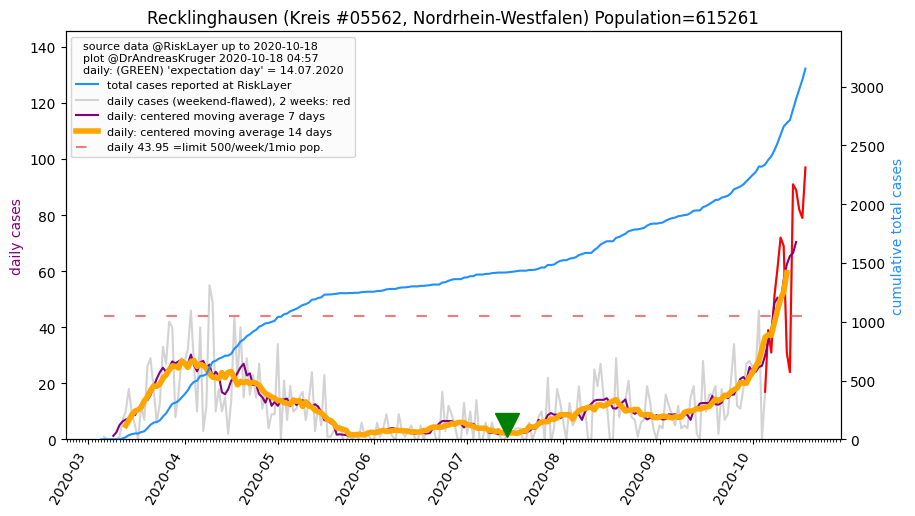 Recklinghausen (Kreis #05562, Nordrhein-Westfalen) Population=615261
source data @RiskLayer up to 2020-10-18
plot @DrAndreasKruger 2020-10-18 04:57
daily: (GREEN) 'expectation day' = 14.07.2020
total cases reported at RiskLayer
daily cases (weekend-flawed), 2 weeks: red
daily: centered moving average 7 days
daily: centered moving average 14 days
daily 43.95 =limit 500/week/1mio pop.
daily cases
140
120
100
80
60
40
20
0
cumulative total cases
3000
2500
2000
1500
1000
500
0
2020-03
2020-04
2020-05
2020-06
2020-07
2020-08
2020-09
2020-10